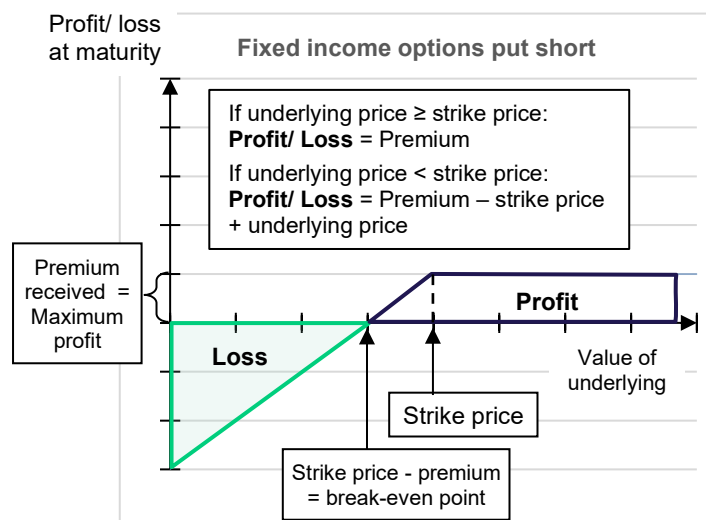 Profit/ loss
at maturity
Fixed income options put short
If underlying price ≥ strike price:
Profit/ Loss = Premium
If underlying price < strike price:
Profit/ Loss = Premium – strike price
+ underlying price
Premium
received =
Maximum
profit
Profit
Loss
Value of
underlying
Strike price
Strike price - premium
= break-even point